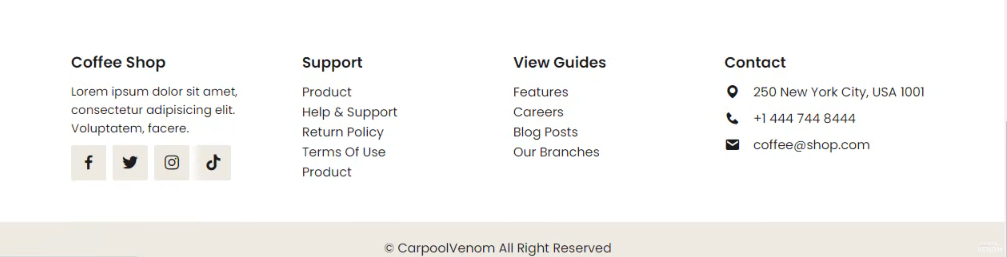 Coffee Shop
Lorem ipsum dolor sit amet,
consectetur adipisicing elit.
Voluptatem, facere.
Support
Product
Help & Support
Return Policy
Terms Of Use
Product
View Guides
Features
Careers
Blog Posts
Our Branches
Contact
250 New York City, USA 1001
+1 444 744 8444
coffee@shop.com
© CarpoolVenom All Right Reserved